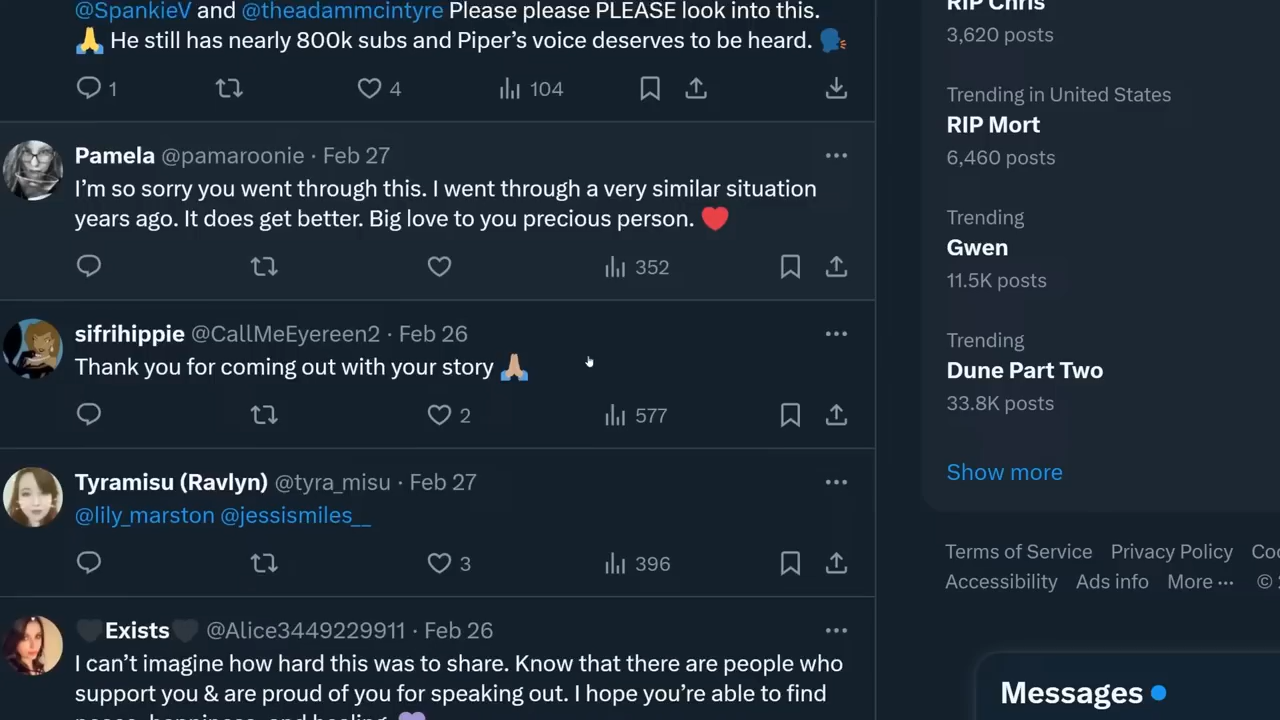 @SpankieV and @theadammcintyre Please please PLEASE look into this.
🙏 He still has nearly 800k subs and Piper’s voice deserves to be heard. 🗣️
1 4 104
Pamela @pamaroonie · Feb 27
I’m so sorry you went through this. I went through a very similar situation
years ago. It does get better. Big love to you precious person. ❤️
352
sifrihippie @CallMeEyereen2 · Feb 26
Thank you for coming out with your story 🙏🏼
2 577
Tyramisu (Ravlyn) @tyra_misu · Feb 27
@lily_marston @jessismiles__
3 396
🖤Exists🖤 @Alice3449229911 · Feb 26
I can’t imagine how hard this was to share. Know that there are people who
support you & are proud of you for speaking out. I hope you’re able to find
peace, happiness, and healing. 💜
RIP Chris
3,620 posts
Trending in United States
RIP Mort
6,460 posts
Trending
Gwen
11.5K posts
Trending
Dune Part Two
33.8K posts
Show more
Terms of Service Privacy Policy
Accessibility Ads info More ··· ©
Messages